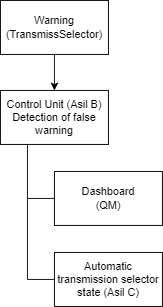 Warning
(TransmissSelector)
Control Unit (Asil B)
Detection of false
warning
Dashboard
(QM)
Automatic
transmission selector
state (Asil C)